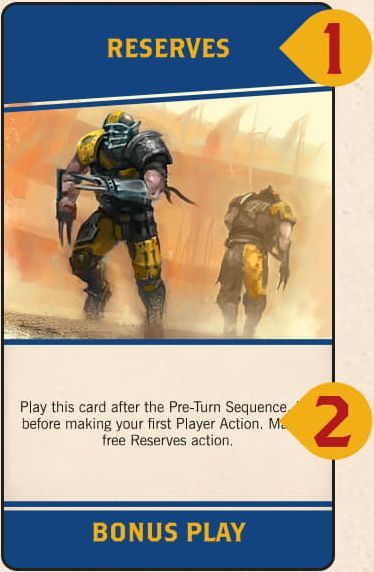 RESERVES
1
Play this card after the Pre-Turn Sequence,
before making your first Player Action.
2
free Reserves action.
BONUS PLAY